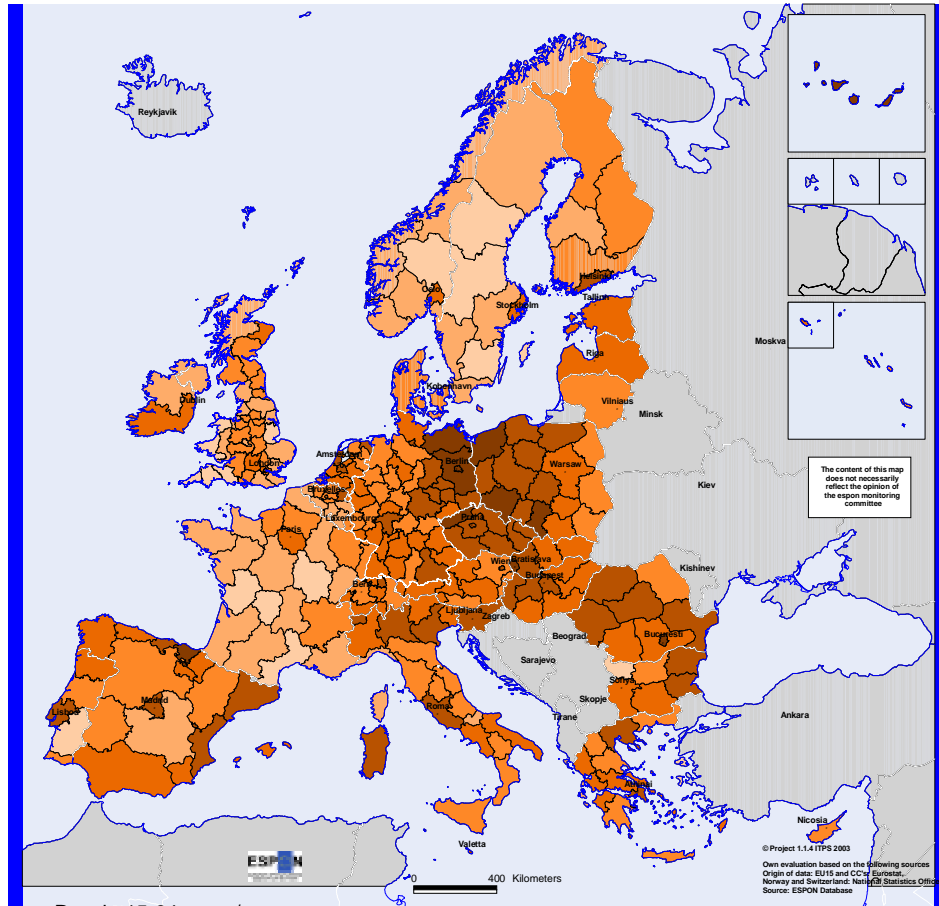 Reykjavik
Moskva
Oslo
Helsinki
Stockholm
Tallinn
Riga
Dublin
Kobenhavn
Vilniaus
Minsk
Amsterdam
London
Berlin
Warsaw
The content of this map
does not necessarily
reflect the opinion of
the espon monitoring
committee
Bruxelles
Kiev
Luxembourg
Praha
Paris
Wien
Bratislava
Kishinev
Bern
Budapest
Ljubljana
Zagreb
Beograd
Bucuresti
Sarajevo
Sofiya
Madrid
Lisboa
Roma
Skopje
Tirane
Ankara
Athinai
Nicosia
Valetta
© Project 1.1.4 ITPS 2003
ESPON
Own evaluation based on the following sources
Origin of data: EU15 and CC's: Eurostat,
Norway and Switzerland: National Statistics Offic
Source: ESPON Database
0 400 Kilometers